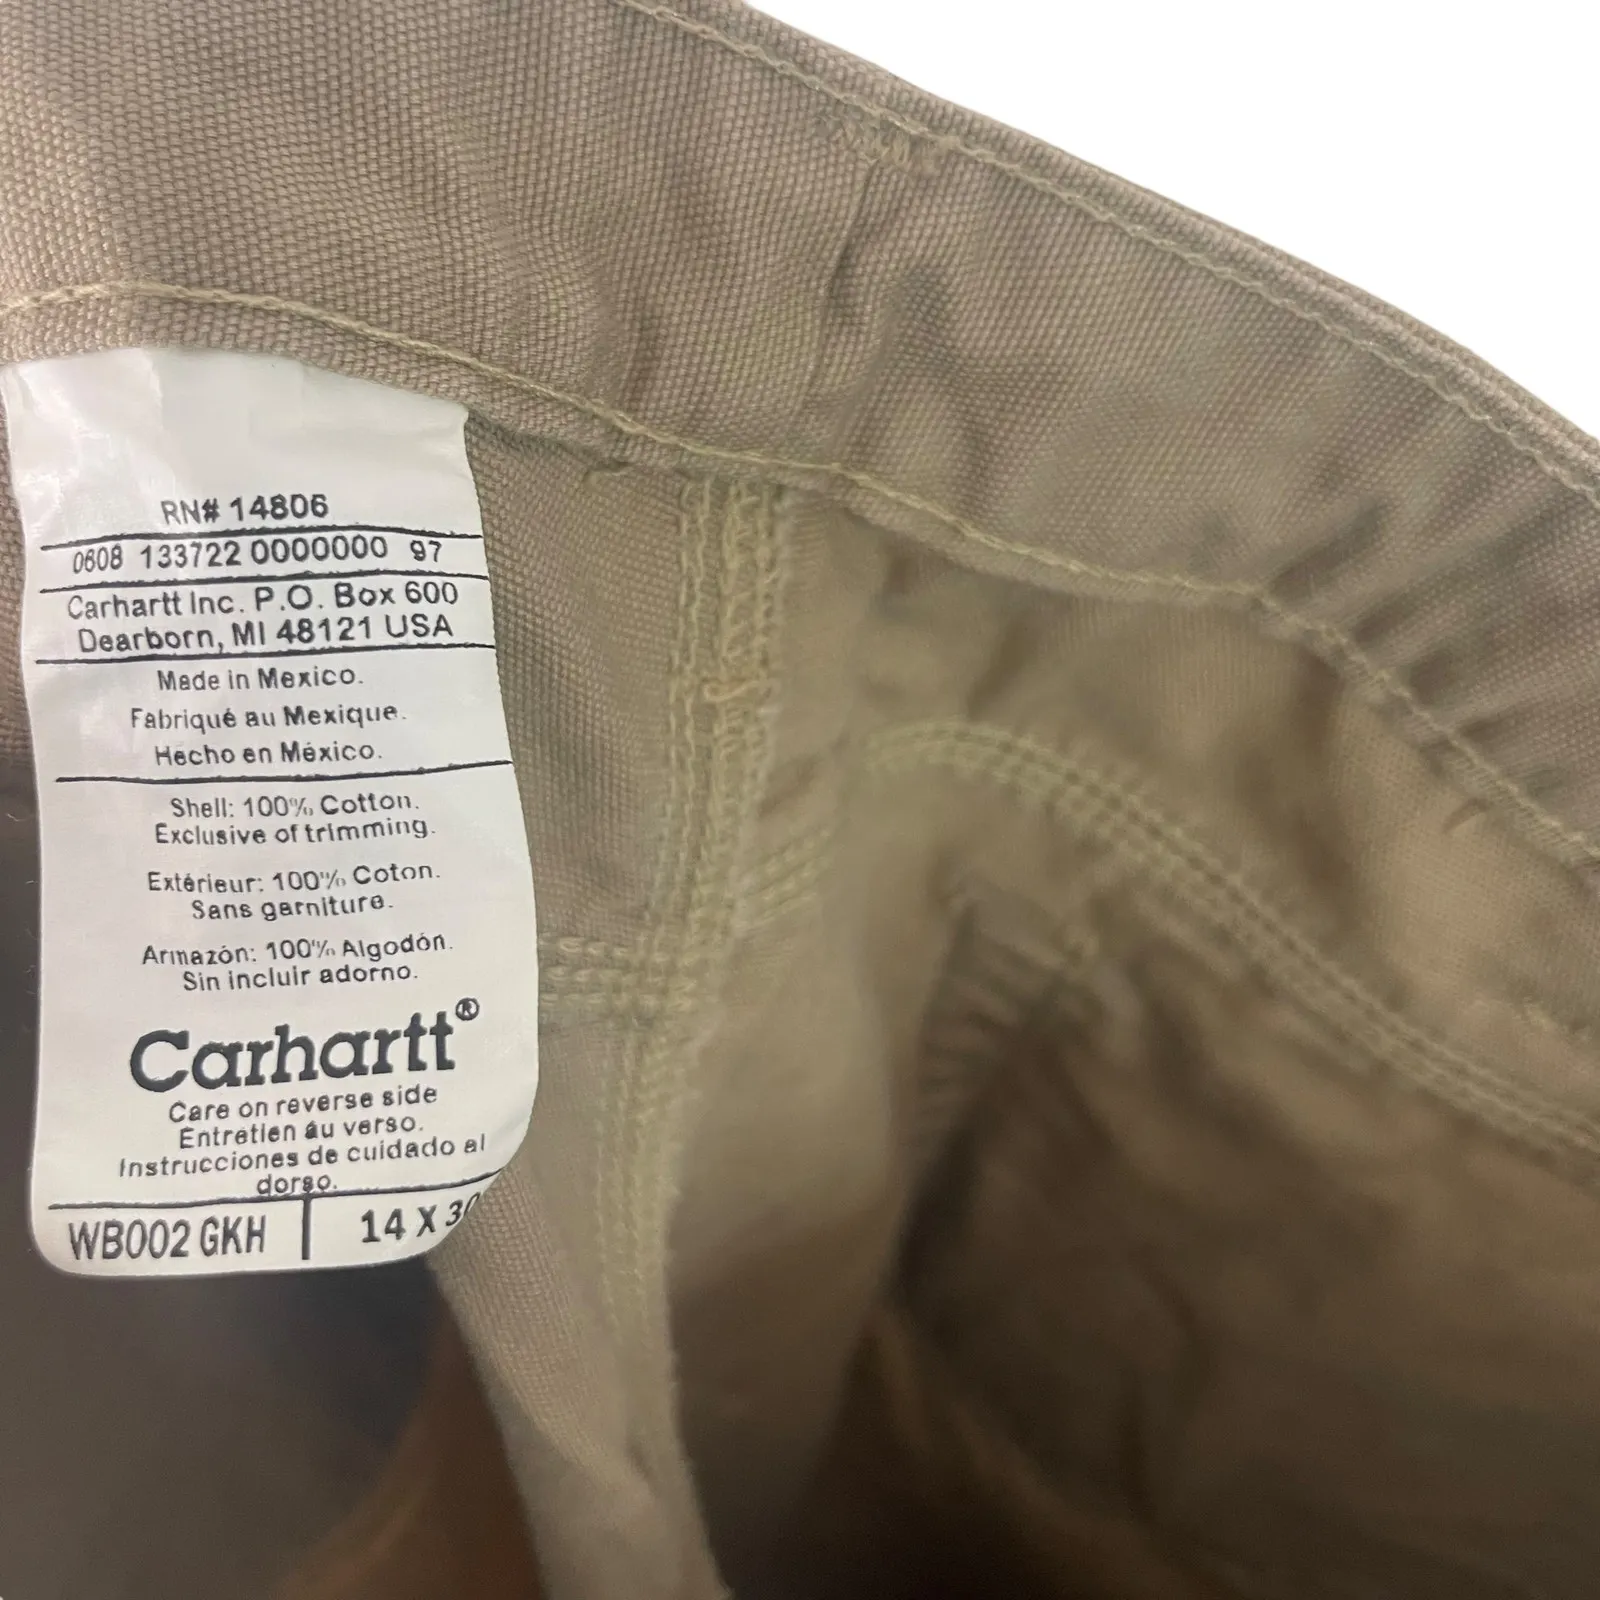 RN# 14806
0608 133722 0000000 97
Carhartt Inc. P.O. Box 600
Dearborn, MI 48121 USA
Made in Mexico.
Fabriqué au Mexique.
Hecho en México.
Shell: 100% Cotton.
Exclusive of trimming.
Extérieur: 100% Coton.
Sans garniture.
Armazón: 100% Algodón.
Sin incluir adorno.
Carhartt®
Care on reverse side
Entretien au verso.
Instrucciones de cuidado al
dorso.
WB002 GKH 14 X 30